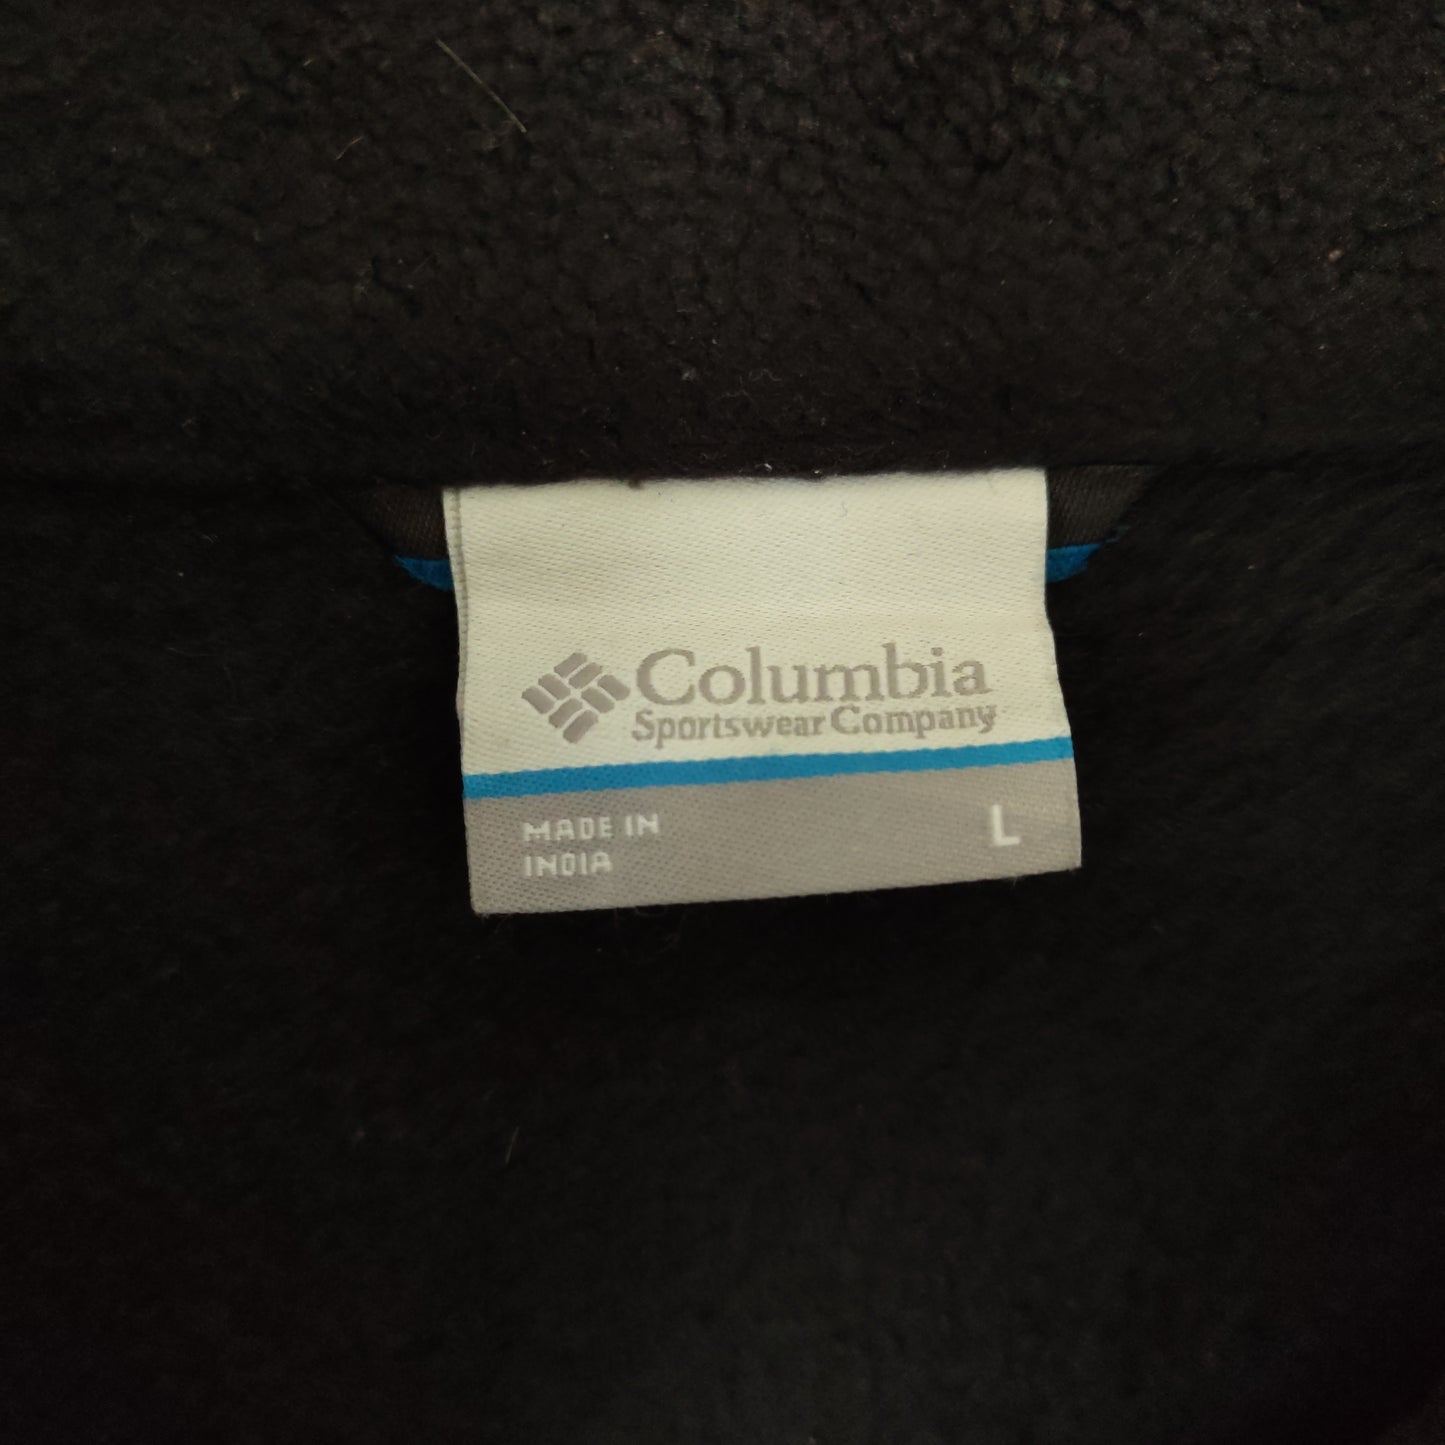 Columbia
Sportswear Company
MADE IN
INDIA
L